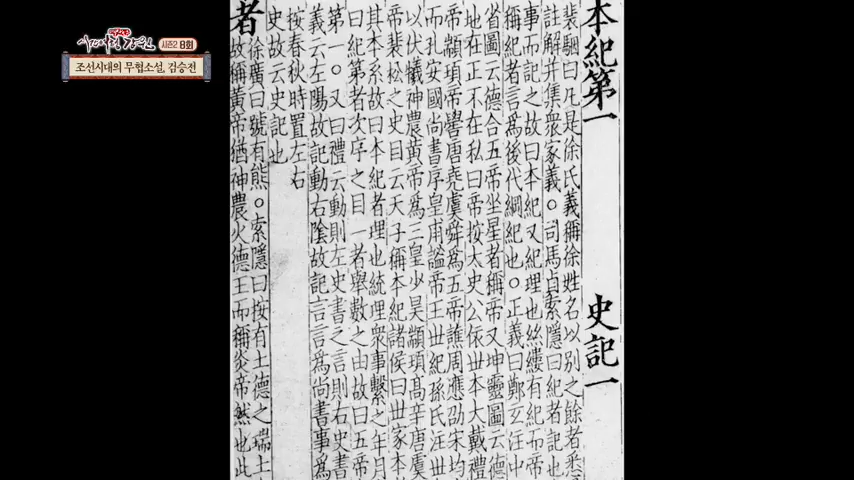 시즌2 8회
조선시대의 무협소설, 검승전
本紀第一 史記一
裴駰曰凡是徐氏義稱徐姓名以別之餘者悉
註解并集衆家義○司馬貞索隱曰紀者記也
事而記之故曰本紀又紀理也絲縷有紀而帝
稱紀者言爲後代綱紀也○正義曰鄭玄注中
省圖云德合五帝坐星者稱帝又坤靈圖云德
地在正不在私曰帝按大史公依世本大戴禮
帝顓頊帝嚳唐堯虞舜爲五帝譙周應劭宋均
而孔安國尚書序皇甫謐帝王世紀孫氏注世
以伏犧神農黃帝爲三皇少昊顓頊高辛唐虞
帝裴松之史目云天子稱本紀諸侯曰世家本
其本系故曰本紀者理也統理衆事繫之年月
曰紀第者次序之目一者舉數之由故曰五帝
第一○又曰禮云動則左史書之言則右史書
義云左陽故記動右陰故記言言爲尚書事爲
按春秋時置左右
史故云史記也
者
徐廣曰號有熊○索隱曰按有土德之瑞土
故稱黃帝猶神農火德王而稱炎帝然也此